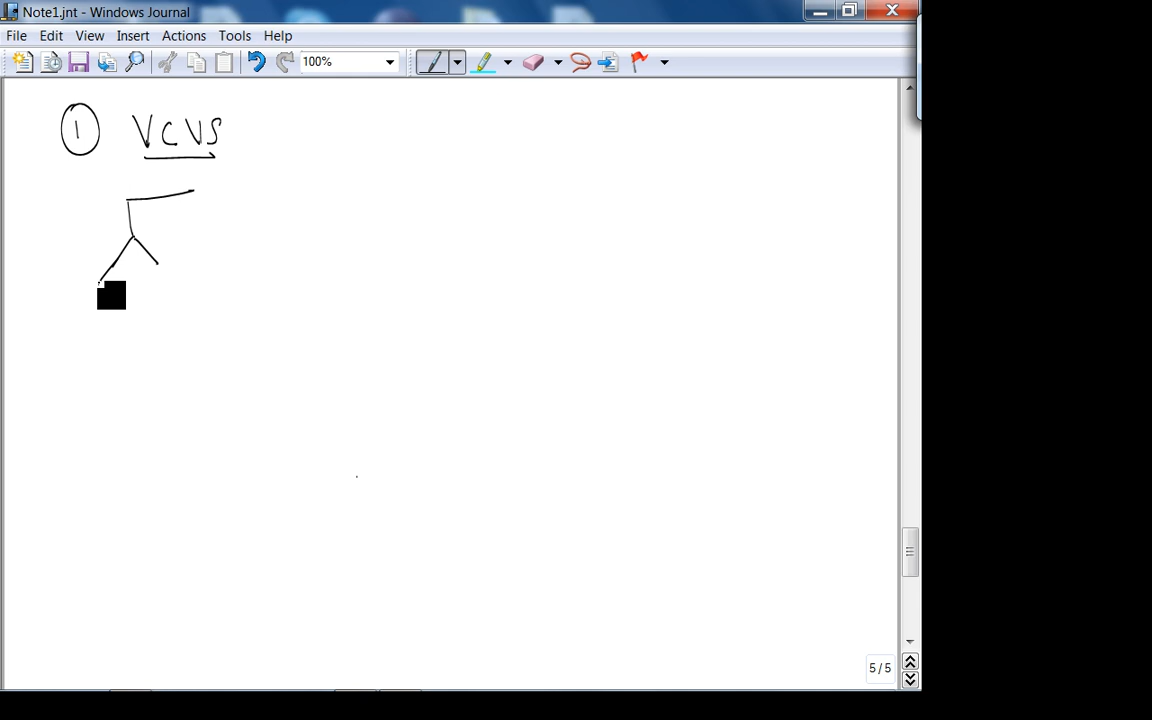 Note1.jnt - Windows Journal
File Edit View Insert Actions Tools Help
100%
1 VCVS
5/5